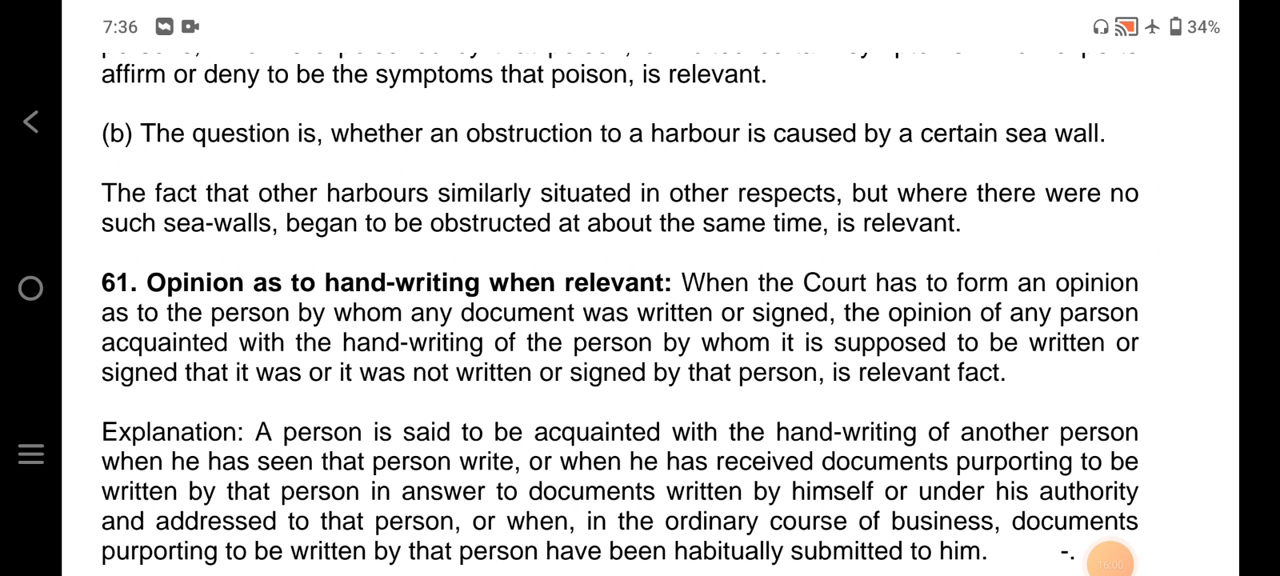 7:36 34%
affirm or deny to be the symptoms that poison, is relevant.
(b) The question is, whether an obstruction to a harbour is caused by a certain sea wall.
The fact that other harbours similarly situated in other respects, but where there were no
such sea-walls, began to be obstructed at about the same time, is relevant.
61. Opinion as to hand-writing when relevant: When the Court has to form an opinion
as to the person by whom any document was written or signed, the opinion of any parson
acquainted with the hand-writing of the person by whom it is supposed to be written or
signed that it was or it was not written or signed by that person, is relevant fact.
Explanation: A person is said to be acquainted with the hand-writing of another person
when he has seen that person write, or when he has received documents purporting to be
written by that person in answer to documents written by himself or under his authority
and addressed to that person, or when, in the ordinary course of business, documents
purporting to be written by that person have been habitually submitted to him. -.
16:00